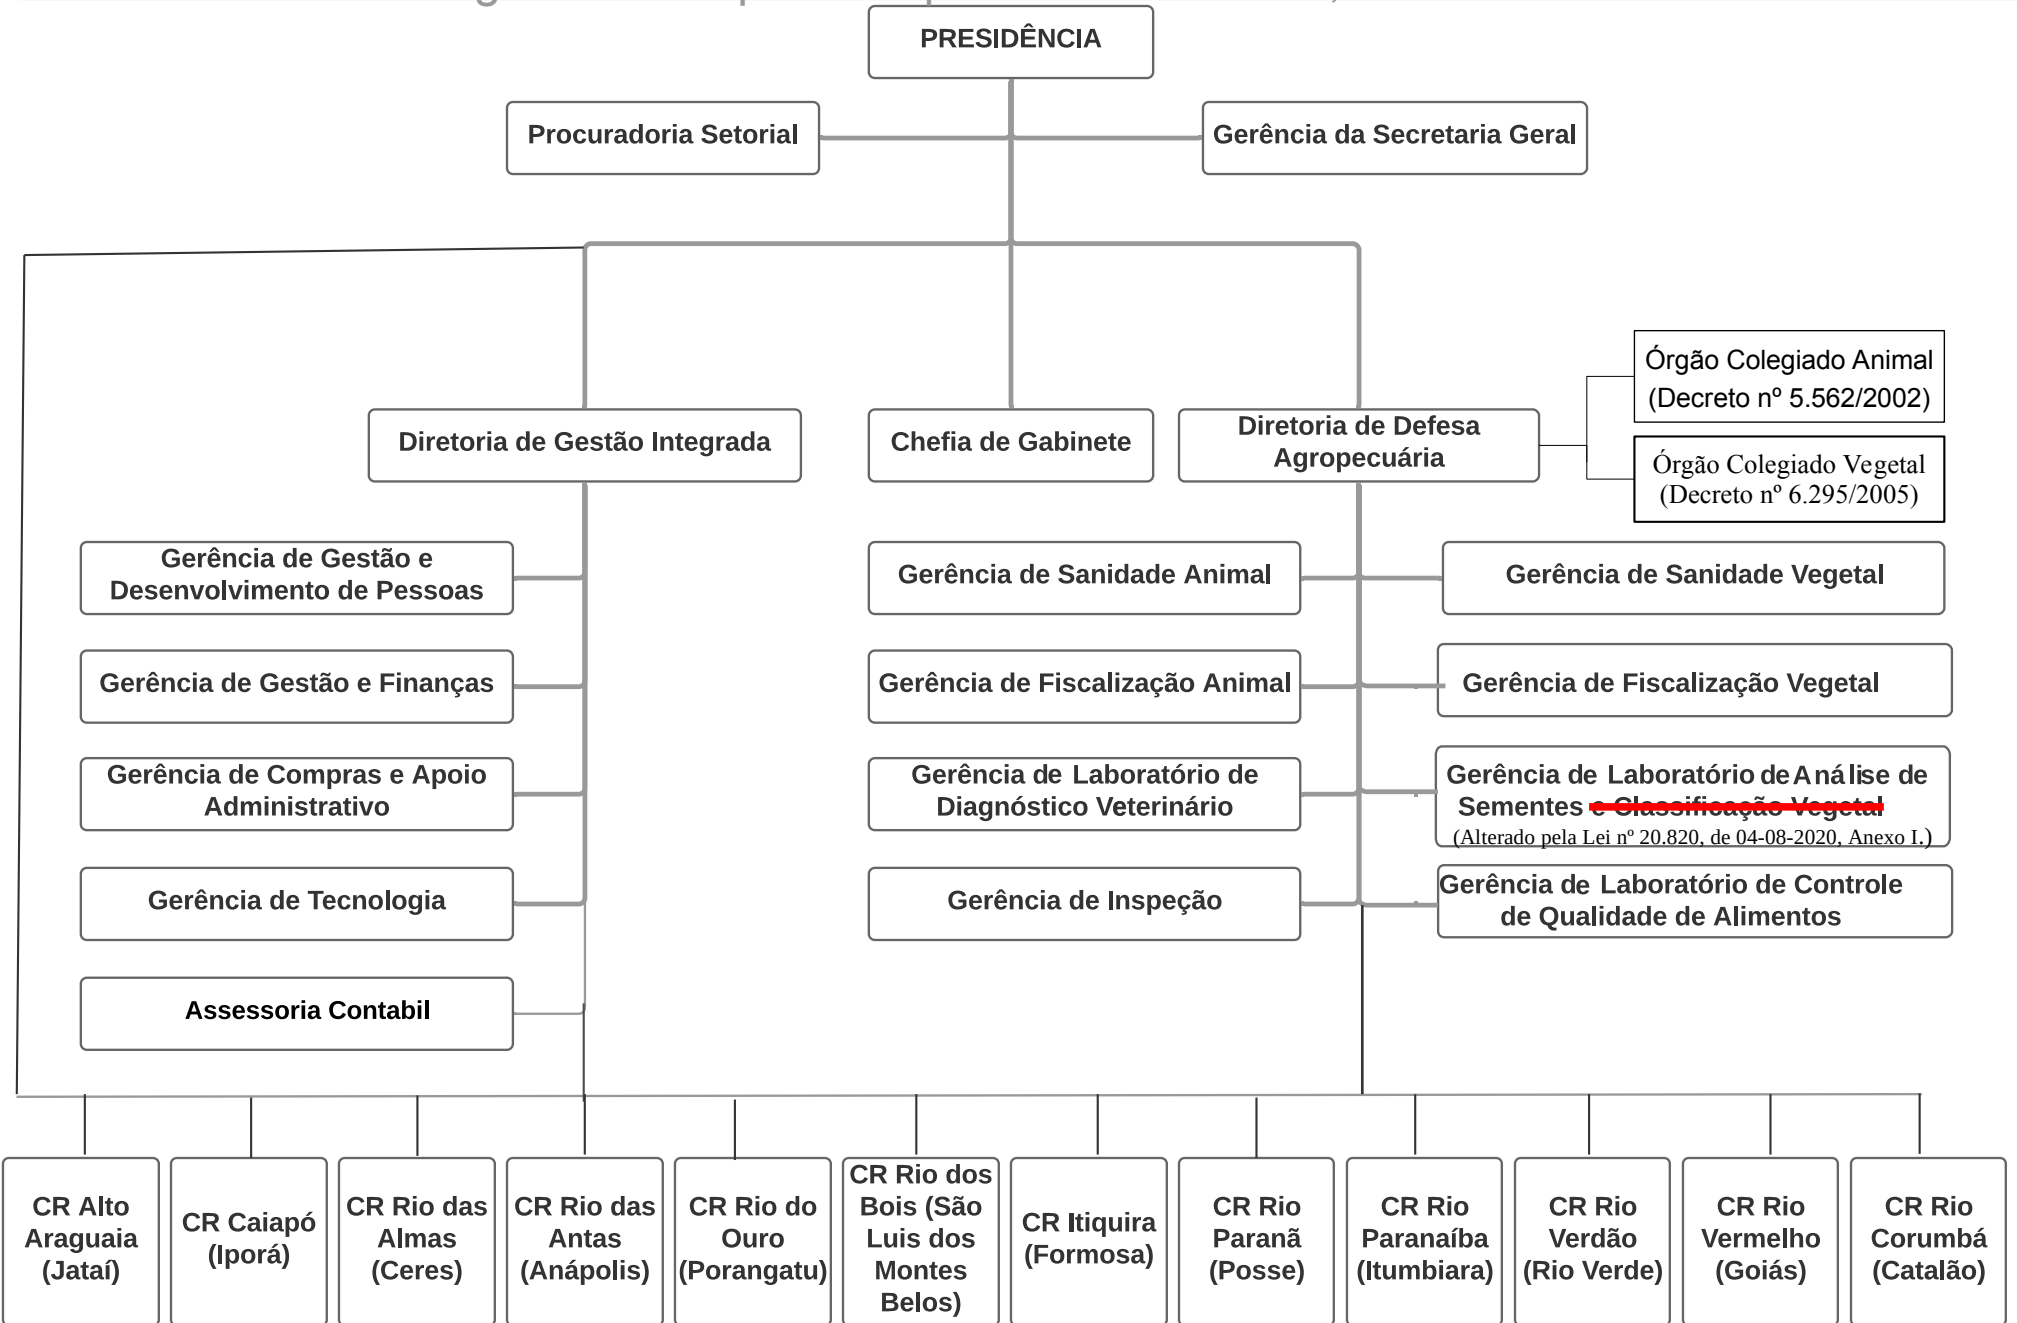 PRESIDÊNCIA
Procuradoria Setorial
Gerência da Secretaria Geral
Órgão Colegiado Animal
(Decreto nº 5.562/2002)
Diretoria de Gestão Integrada
Chefia de Gabinete
Diretoria de Defesa
Agropecuária
Órgão Colegiado Vegetal
(Decreto nº 6.295/2005)
Gerência de Gestão e
Desenvolvimento de Pessoas
Gerência de Sanidade Animal
Gerência de Sanidade Vegetal
Gerência de Gestão e Finanças
Gerência de Fiscalização Animal
Gerência de Fiscalização Vegetal
Gerência de Compras e Apoio
Administrativo
Gerência de Laboratório de
Diagnóstico Veterinário
Gerência de Laboratório de Análise de
Sementes e Classificação Vegetal
(Alterado pela Lei nº 20.820, de 04-08-2020, Anexo I.)
Gerência de Tecnologia
Gerência de Inspeção
Gerência de Laboratório de Controle
de Qualidade de Alimentos
Assessoria Contabil
CR Alto
Araguaia
(Jataí)
CR Caiapó
(Iporá)
CR Rio das
Almas
(Ceres)
CR Rio das
Antas
(Anápolis)
CR Rio do
Ouro
(Porangatu)
CR Rio dos
Bois (São
Luis dos
Montes
Belos)
CR Itiquira
(Formosa)
CR Rio
Paranã
(Posse)
CR Rio
Paranaíba
(Itumbiara)
CR Rio
Verdão
(Rio Verde)
CR Rio
Vermelho
(Goiás)
CR Rio
Corumbá
(Catalão)